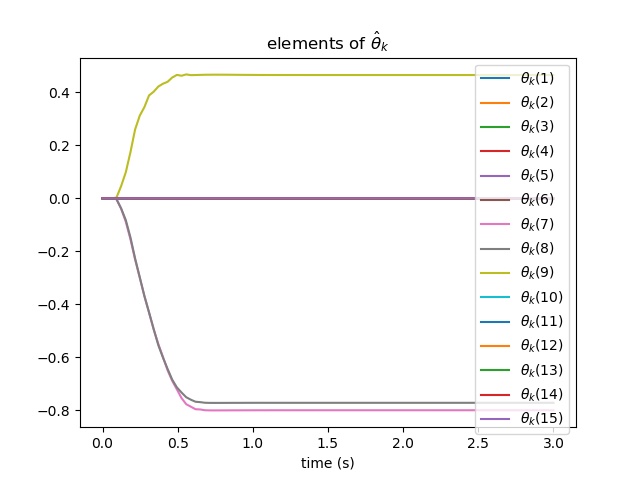 elements of θ̂ₖ
0.4
0.2
0.0
−0.2
−0.4
−0.6
−0.8
0.0 0.5 1.0 1.5 2.0 2.5 3.0
time (s)
θₖ(1)
θₖ(2)
θₖ(3)
θₖ(4)
θₖ(5)
θₖ(6)
θₖ(7)
θₖ(8)
θₖ(9)
θₖ(10)
θₖ(11)
θₖ(12)
θₖ(13)
θₖ(14)
θₖ(15)